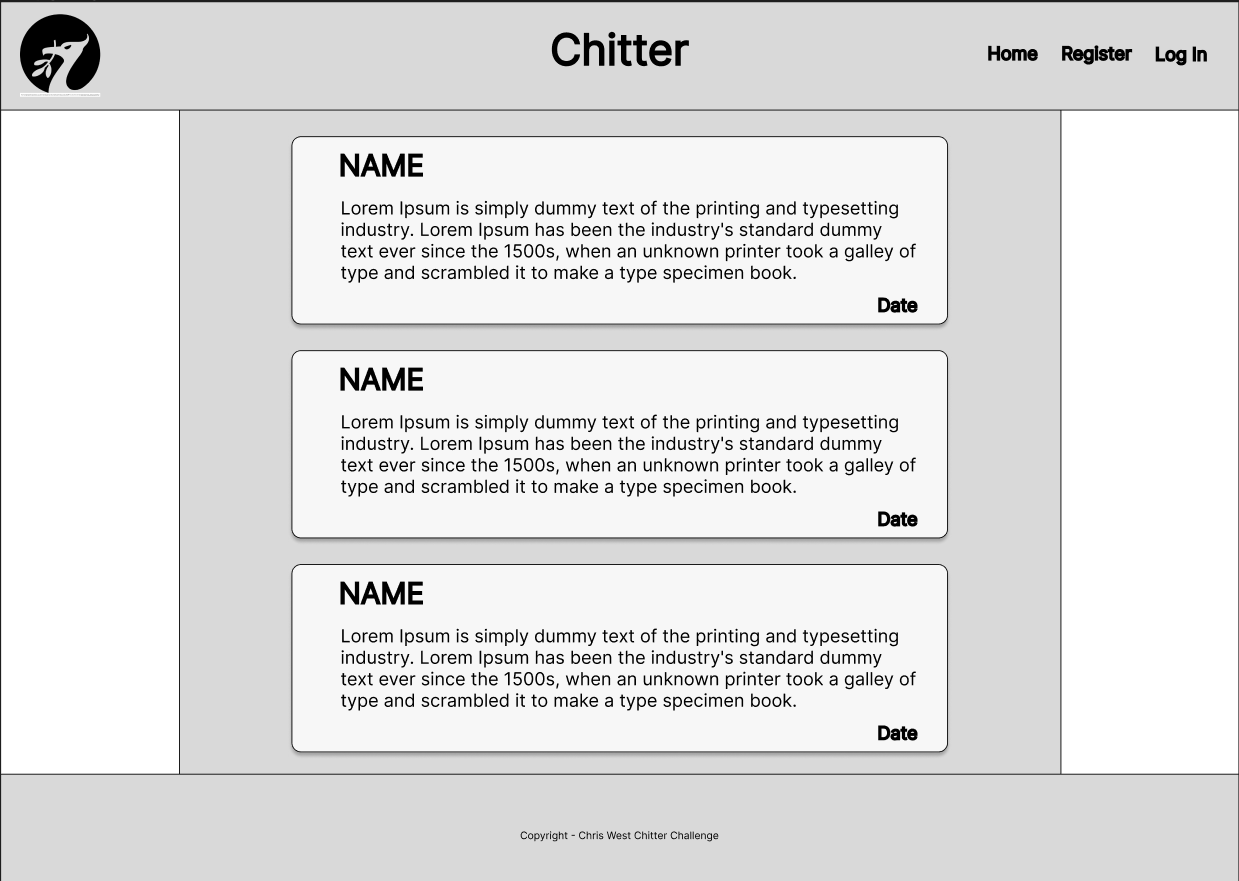 Chitter
Home Register Log In
NAME
Lorem Ipsum is simply dummy text of the printing and typesetting
industry. Lorem Ipsum has been the industry's standard dummy
text ever since the 1500s, when an unknown printer took a galley of
type and scrambled it to make a type specimen book.
Date
NAME
Lorem Ipsum is simply dummy text of the printing and typesetting
industry. Lorem Ipsum has been the industry's standard dummy
text ever since the 1500s, when an unknown printer took a galley of
type and scrambled it to make a type specimen book.
Date
NAME
Lorem Ipsum is simply dummy text of the printing and typesetting
industry. Lorem Ipsum has been the industry's standard dummy
text ever since the 1500s, when an unknown printer took a galley of
type and scrambled it to make a type specimen book.
Date
Copyright - Chris West Chitter Challenge